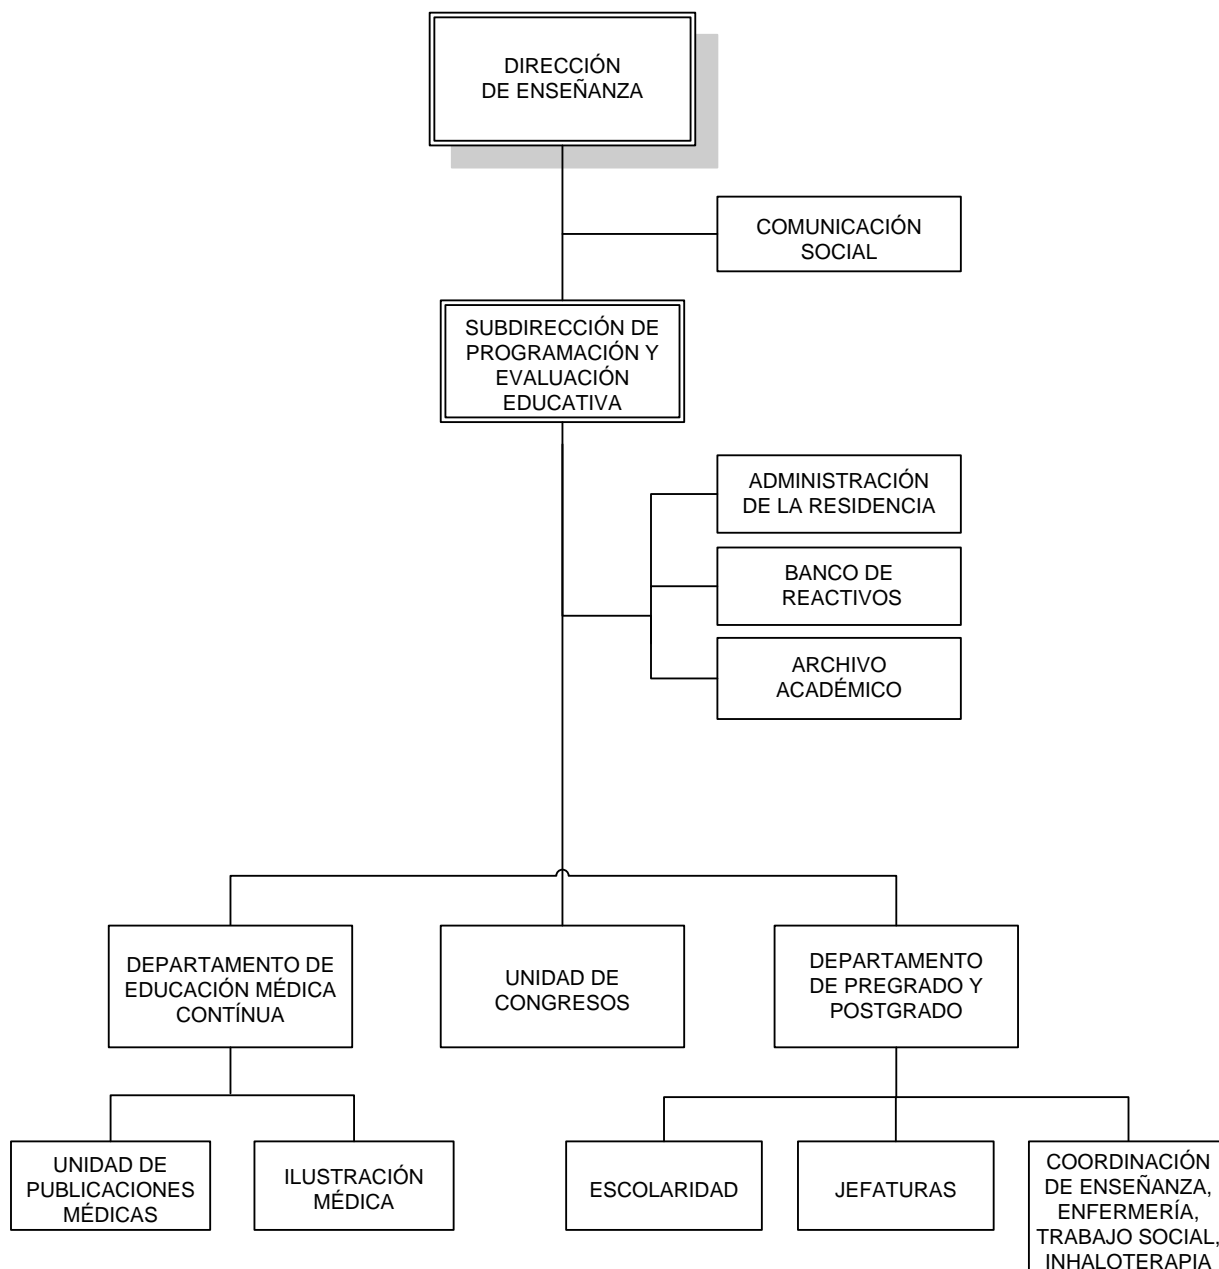 DIRECCIÓN
DE ENSEÑANZA
COMUNICACIÓN
SOCIAL
SUBDIRECCIÓN DE
PROGRAMACIÓN Y
EVALUACIÓN
EDUCATIVA
ADMINISTRACIÓN
DE LA RESIDENCIA
BANCO DE
REACTIVOS
ARCHIVO
ACADÉMICO
DEPARTAMENTO DE
EDUCACIÓN MÉDICA
CONTÍNUA
UNIDAD DE
CONGRESOS
DEPARTAMENTO
DE PREGRADO Y
POSTGRADO
UNIDAD DE
PUBLICACIONES
MÉDICAS
ILUSTRACIÓN
MÉDICA
ESCOLARIDAD
JEFATURAS
COORDINACIÓN
DE ENSEÑANZA,
ENFERMERÍA,
TRABAJO SOCIAL,
INHALOTERAPIA